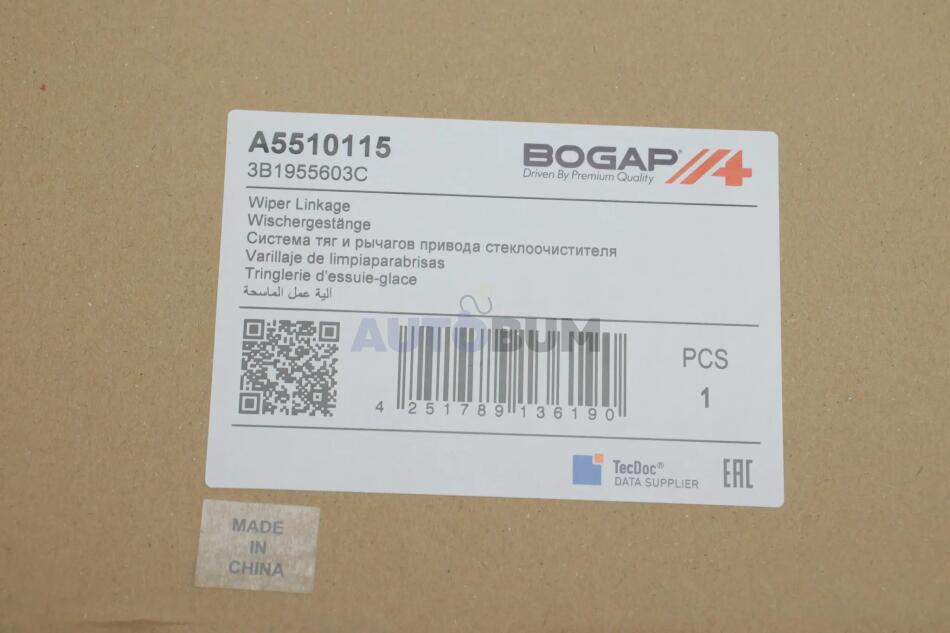 A5510115
3B1955603C
BOGAP®
Driven By Premium Quality
Wiper Linkage
Wischergestänge
Система тяг и рычагов привода стеклоочистителя
Varillaje de limpiaparabrisas
Tringlerie d'essuie-glace
آلية عمل الماسحة
AUTOBUM
4 251789 136190
PCS
1
TecDoc®
DATA SUPPLIER
EAC
MADE
IN
CHINA